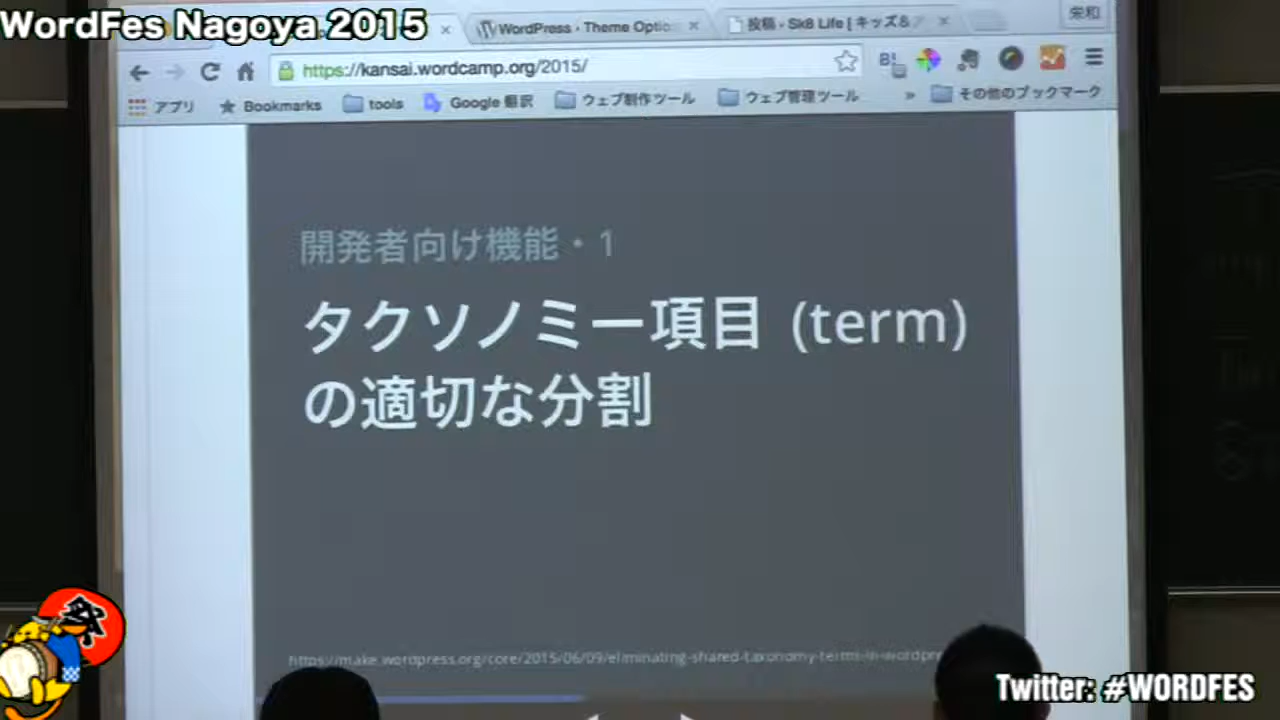 WordFes Nagoya 2015
WordPress › Theme Optio
投稿 ‹ Sk8 Life [ キッズ&
栄和
https://kansai.wordcamp.org/2015/
B!
アプリ
Bookmarks
tools
Google 翻訳
ウェブ制作ツール
ウェブ管理ツール
»
その他のブックマーク
開発者向け機能・1
タクソノミー項目 (term)
の適切な分割
https://make.wordpress.org/core/2015/06/09/eliminating-shared-taxonomy-terms-in-wordpre
祭
Twitter: #WORDFES